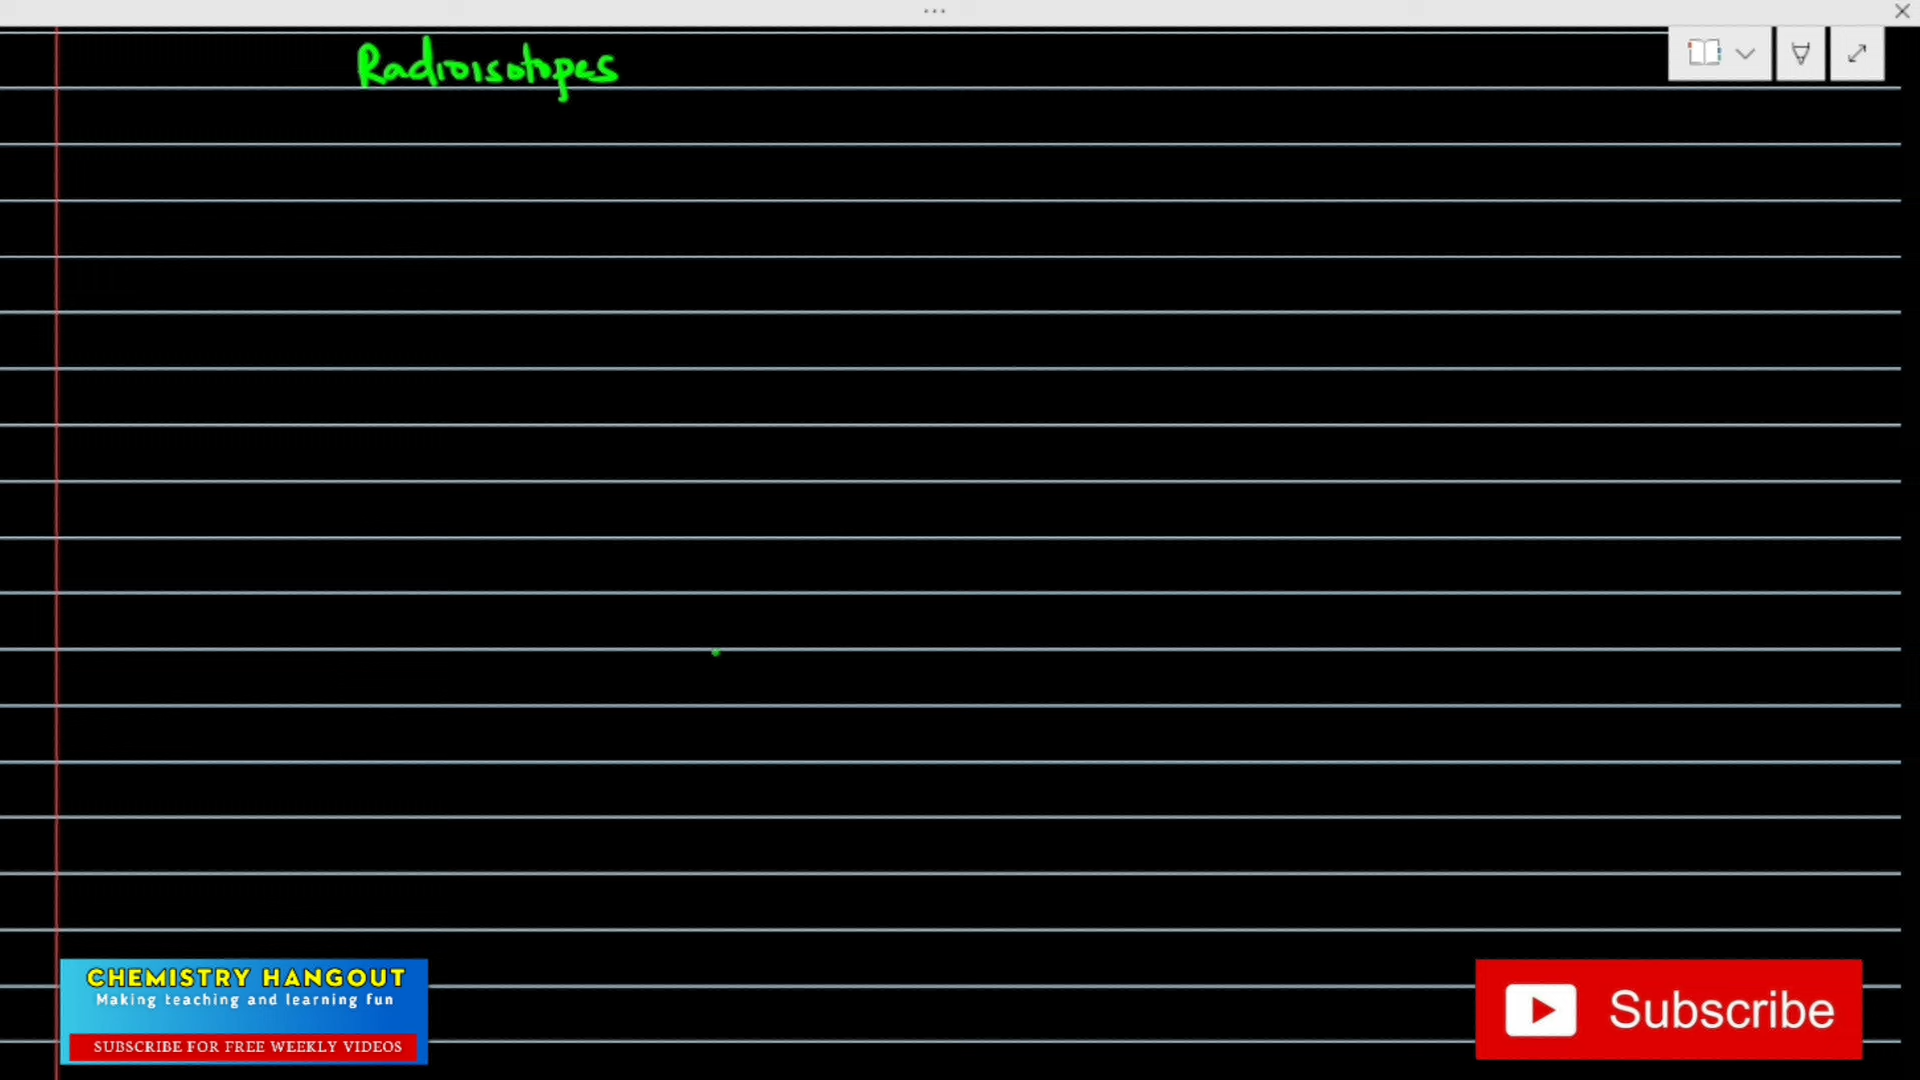 Radioisotopes
CHEMISTRY HANGOUT
Making teaching and learning fun
SUBSCRIBE FOR FREE WEEKLY VIDEOS
Subscribe